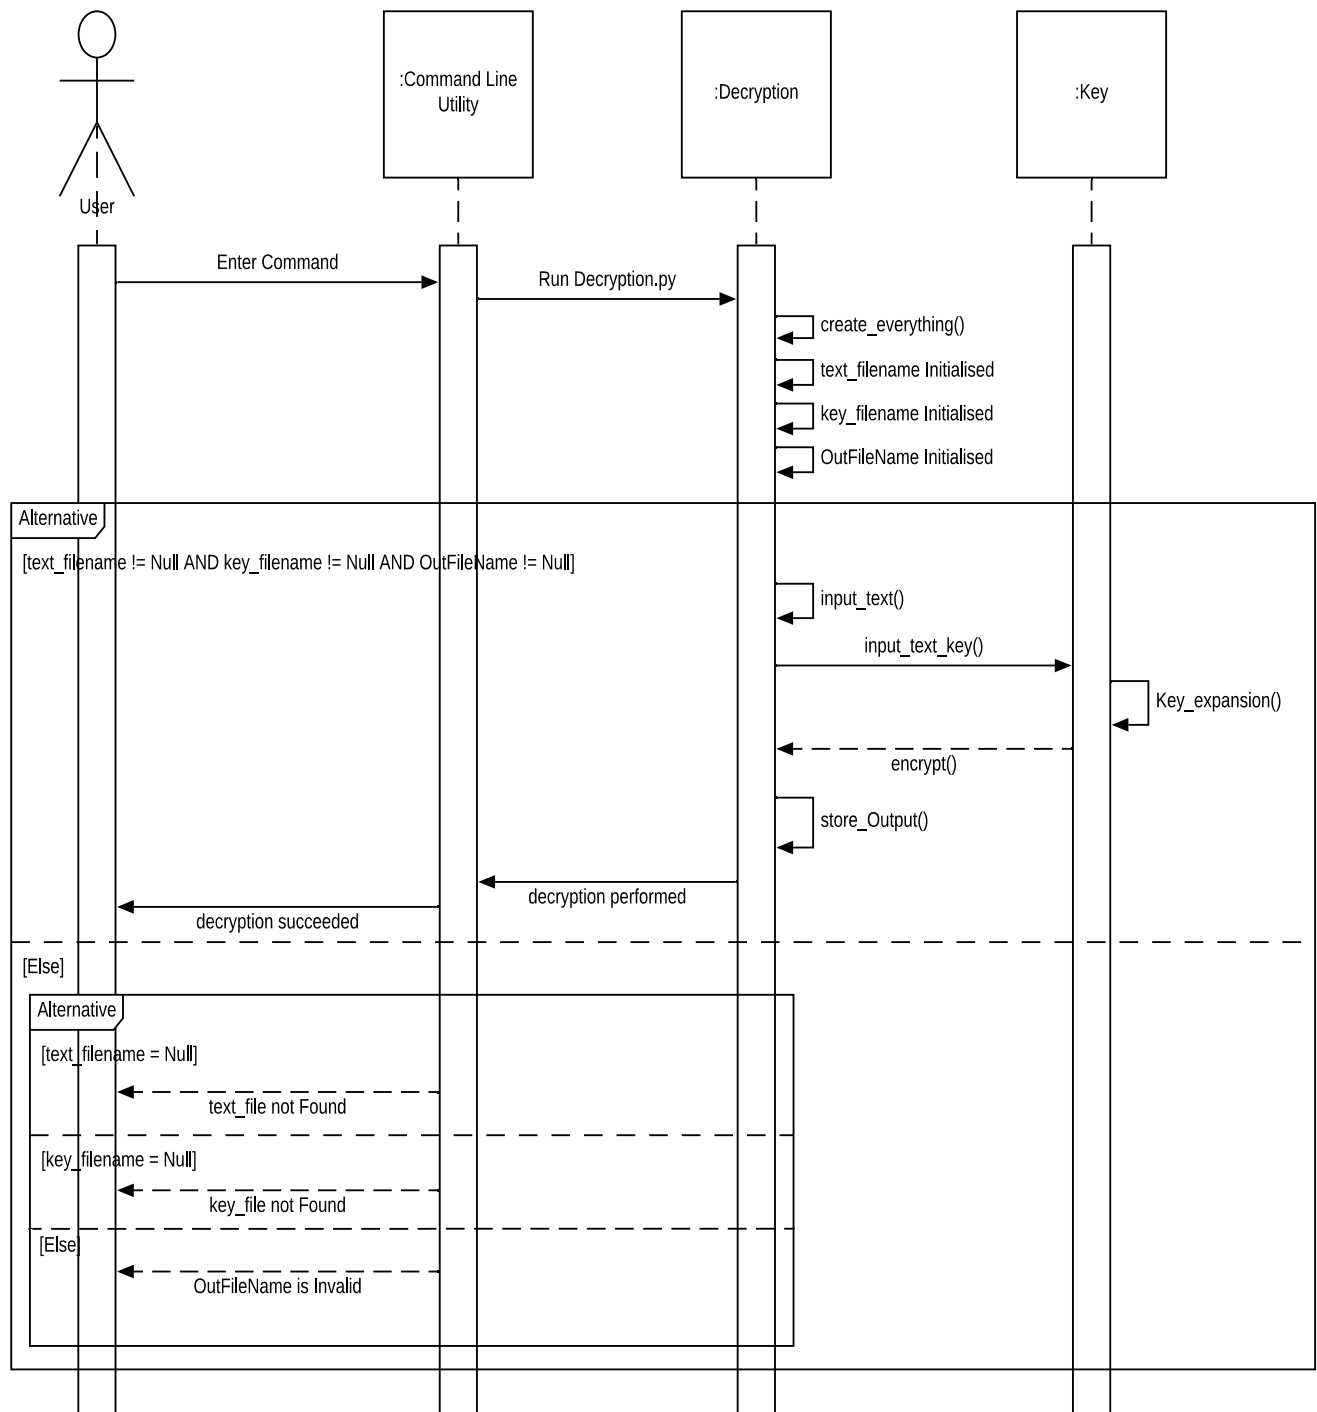 :Command Line
Utility
:Decryption
:Key
User
Enter Command
Run Decryption.py
create_everything()
text_filename Initialised
key_filename Initialised
OutFileName Initialised
Alternative
[text_filename != Null AND key_filename != Null AND OutFileName != Null]
input_text()
input_text_key()
Key_expansion()
encrypt()
store_Output()
decryption performed
decryption succeeded
[Else]
Alternative
[text_filename = Null]
text_file not Found
[key_filename = Null]
key_file not Found
[Else]
OutFileName is Invalid